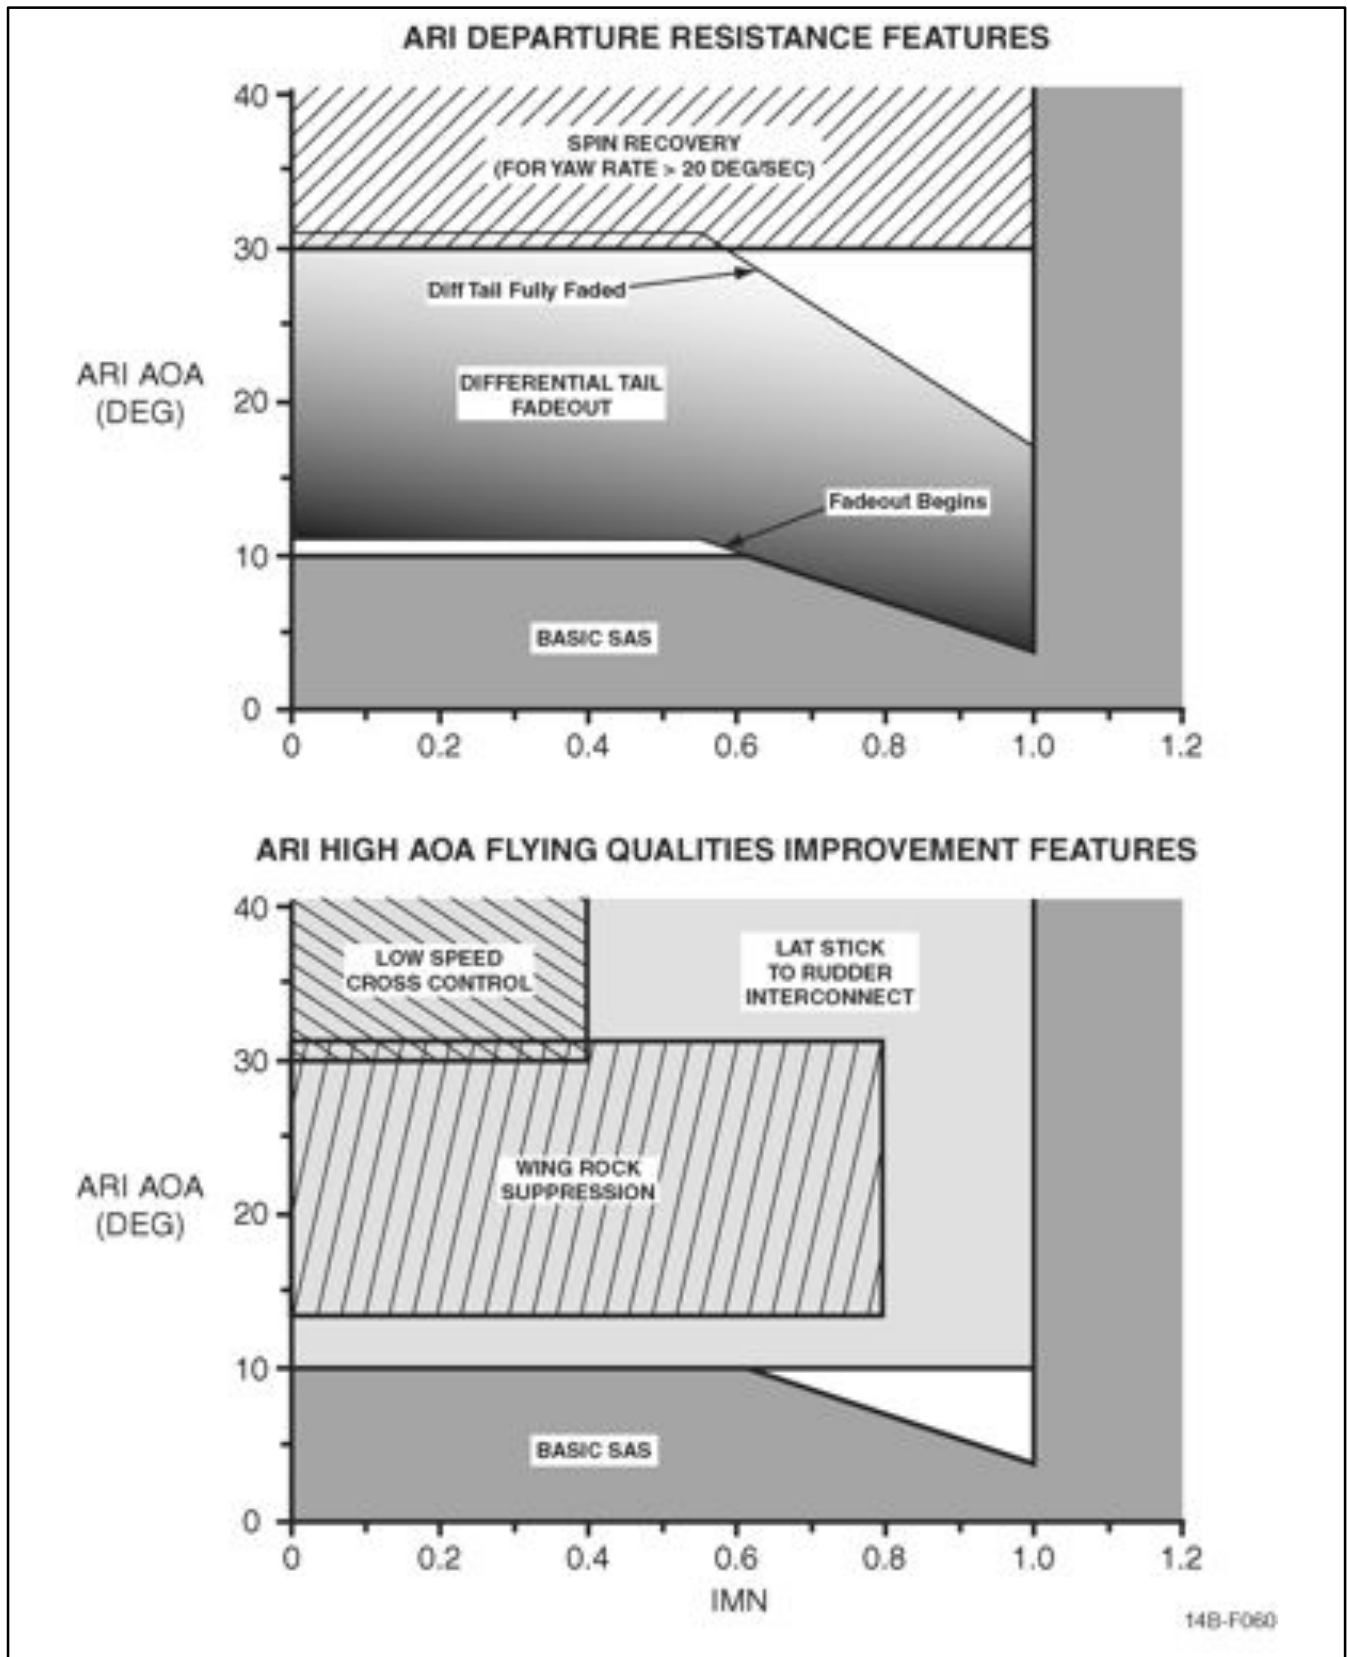 ARI DEPARTURE RESISTANCE FEATURES
40
SPIN RECOVERY
(FOR YAW RATE > 20 DEG/SEC)
30
Diff Tail Fully Faded
ARI AOA
(DEG)
20
DIFFERENTIAL TAIL
FADEOUT
Fadeout Begins
10
BASIC SAS
0
0 0.2 0.4 0.6 0.8 1.0 1.2
ARI HIGH AOA FLYING QUALITIES IMPROVEMENT FEATURES
40
LOW SPEED
CROSS CONTROL
LAT STICK
TO RUDDER
INTERCONNECT
30
WING ROCK
SUPPRESSION
ARI AOA
(DEG)
20
10
BASIC SAS
0
0 0.2 0.4 0.6 0.8 1.0 1.2
IMN
14B-F060